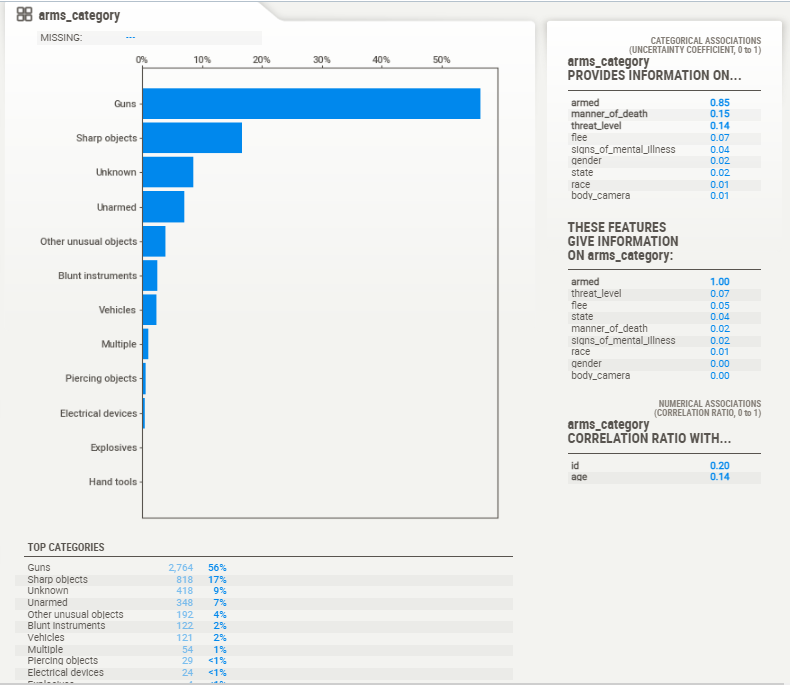 arms_category
MISSING: ---
0% 10% 20% 30% 40% 50%
Guns
Sharp objects
Unknown
Unarmed
Other unusual objects
Blunt instruments
Vehicles
Multiple
Piercing objects
Electrical devices
Explosives
Hand tools
TOP CATEGORIES
Guns 2,764 56%
Sharp objects 818 17%
Unknown 418 9%
Unarmed 348 7%
Other unusual objects 192 4%
Blunt instruments 122 2%
Vehicles 121 2%
Multiple 54 1%
Piercing objects 29 <1%
Electrical devices 24 <1%
Explosives 4 <1%
CATEGORICAL ASSOCIATIONS
(UNCERTAINTY COEFFICIENT, 0 to 1)
arms_category
PROVIDES INFORMATION ON...
armed 0.85
manner_of_death 0.15
threat_level 0.14
flee 0.07
signs_of_mental_illness 0.04
gender 0.02
state 0.02
race 0.01
body_camera 0.01
THESE FEATURES
GIVE INFORMATION
ON arms_category:
armed 1.00
threat_level 0.07
flee 0.05
state 0.04
manner_of_death 0.02
signs_of_mental_illness 0.02
race 0.01
gender 0.00
body_camera 0.00
NUMERICAL ASSOCIATIONS
(CORRELATION RATIO, 0 to 1)
arms_category
CORRELATION RATIO WITH...
id 0.20
age 0.14